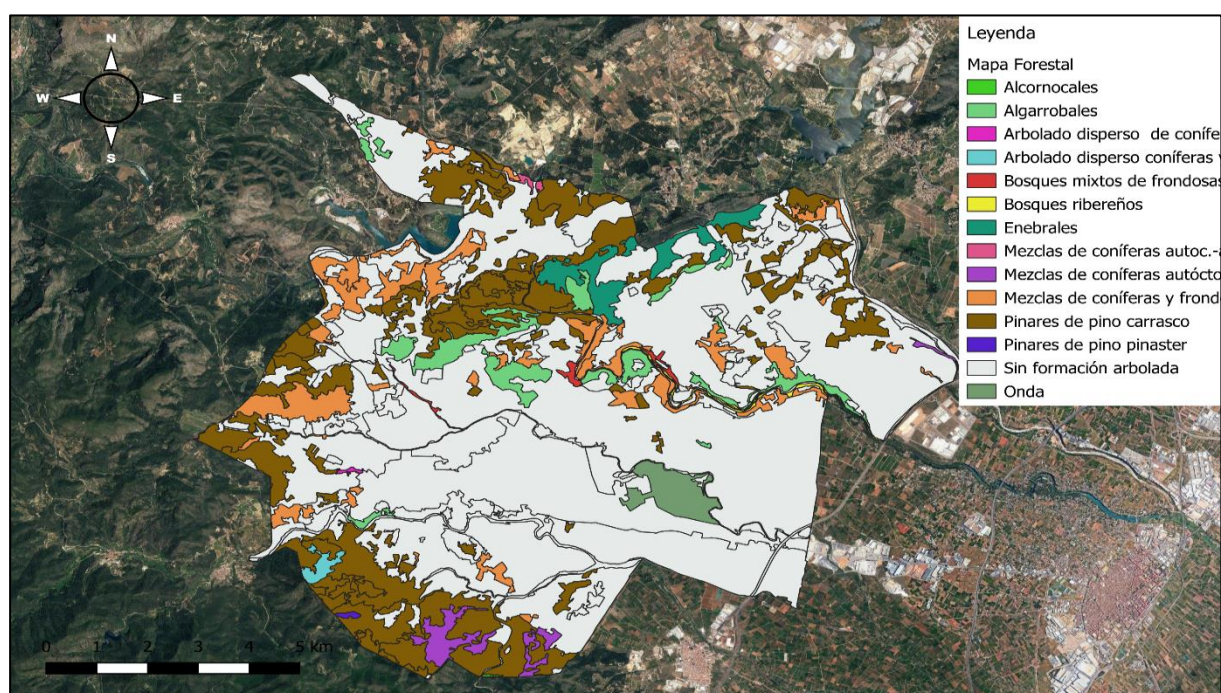 Leyenda
Mapa Forestal
Alcornocales
Algarrobales
Arbolado disperso de conífe
Arbolado disperso coníferas
Bosques mixtos de frondosas
Bosques ribereños
Enebrales
Mezclas de coníferas autoc.-a
Mezclas de coníferas autócto
Mezclas de coníferas y frond
Pinares de pino carrasco
Pinares de pino pinaster
Sin formación arbolada
Onda
N
W E
S
0 1 2 3 4 5 km